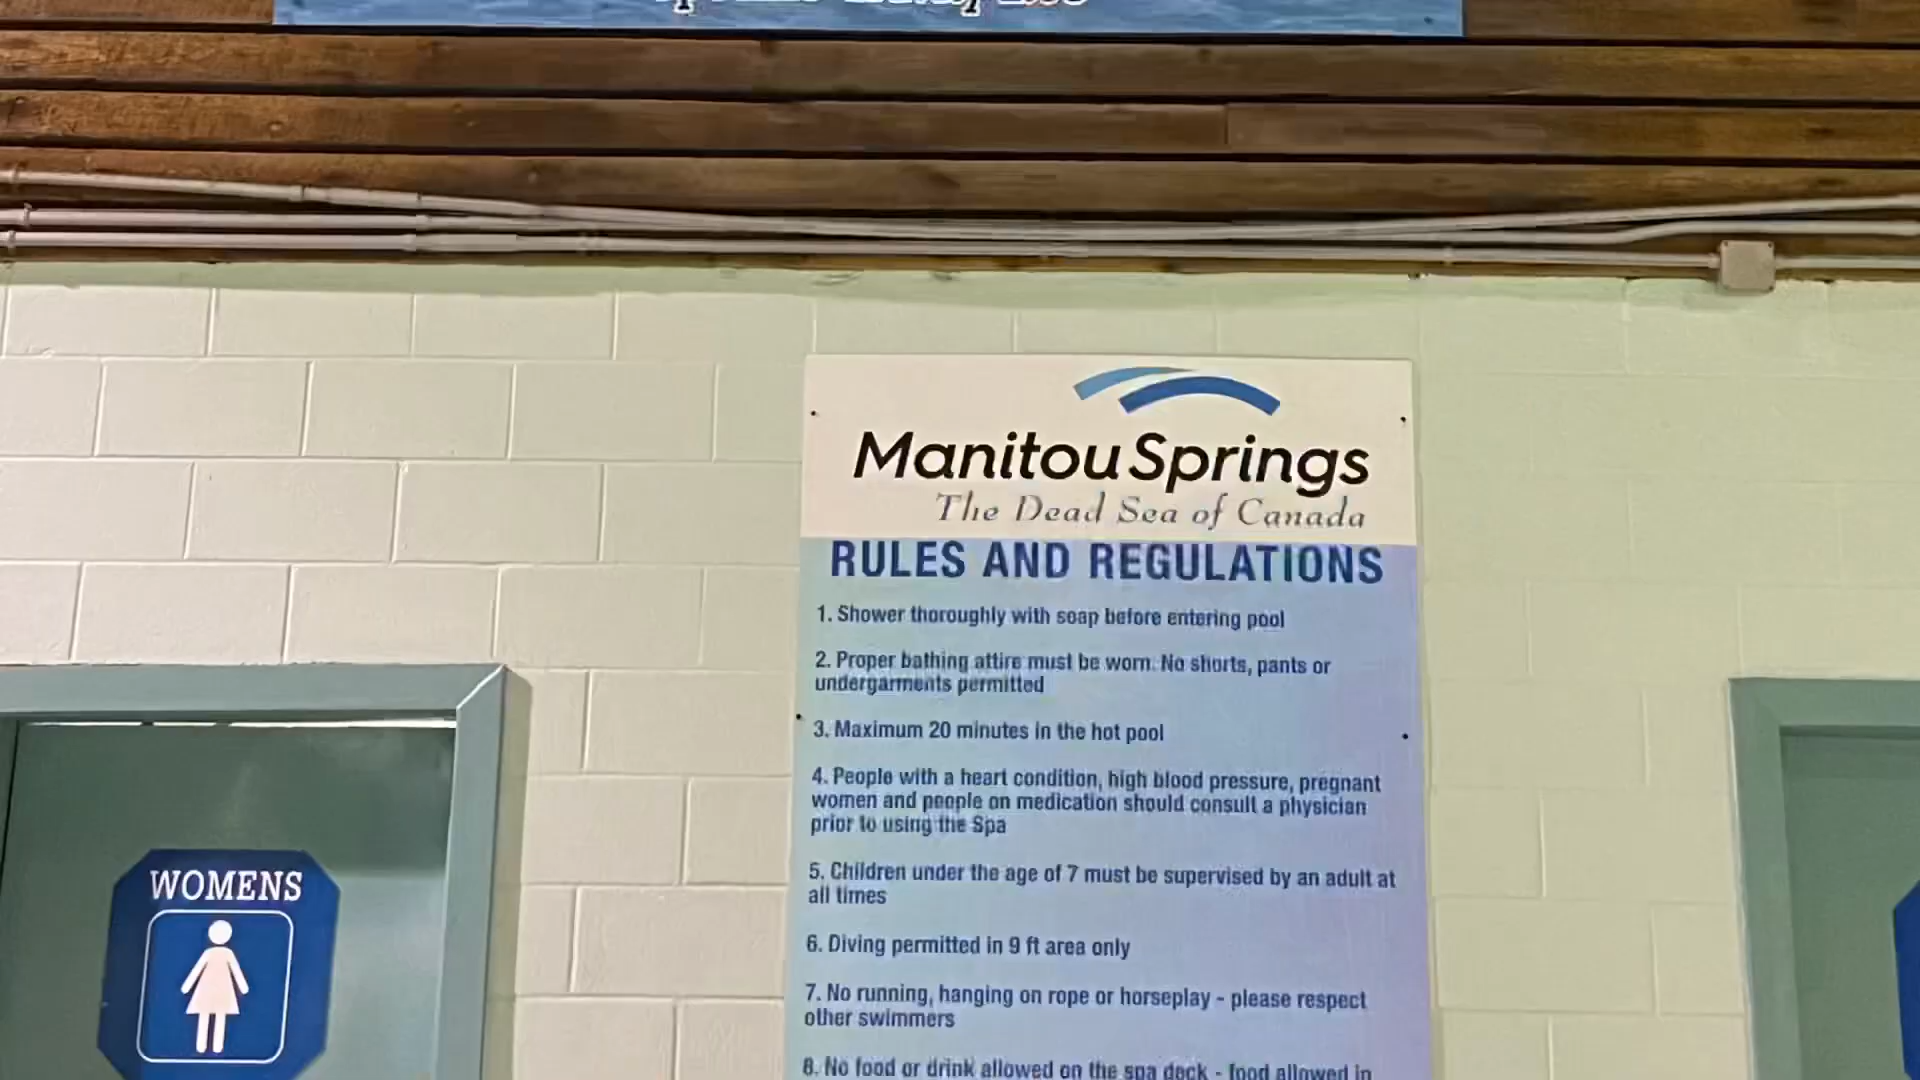 Manitou Springs
The Dead Sea of Canada
RULES AND REGULATIONS
1. Shower thoroughly with soap before entering pool
2. Proper bathing attire must be worn. No shorts, pants or
undergarments permitted
3. Maximum 20 minutes in the hot pool
4. People with a heart condition, high blood pressure, pregnant
women and people on medication should consult a physician
prior to using the Spa
5. Children under the age of 7 must be supervised by an adult at
all times
6. Diving permitted in 9 ft area only
7. No running, hanging on rope or horseplay - please respect
other swimmers
8. No food or drink allowed on the spa deck - food allowed in
WOMENS